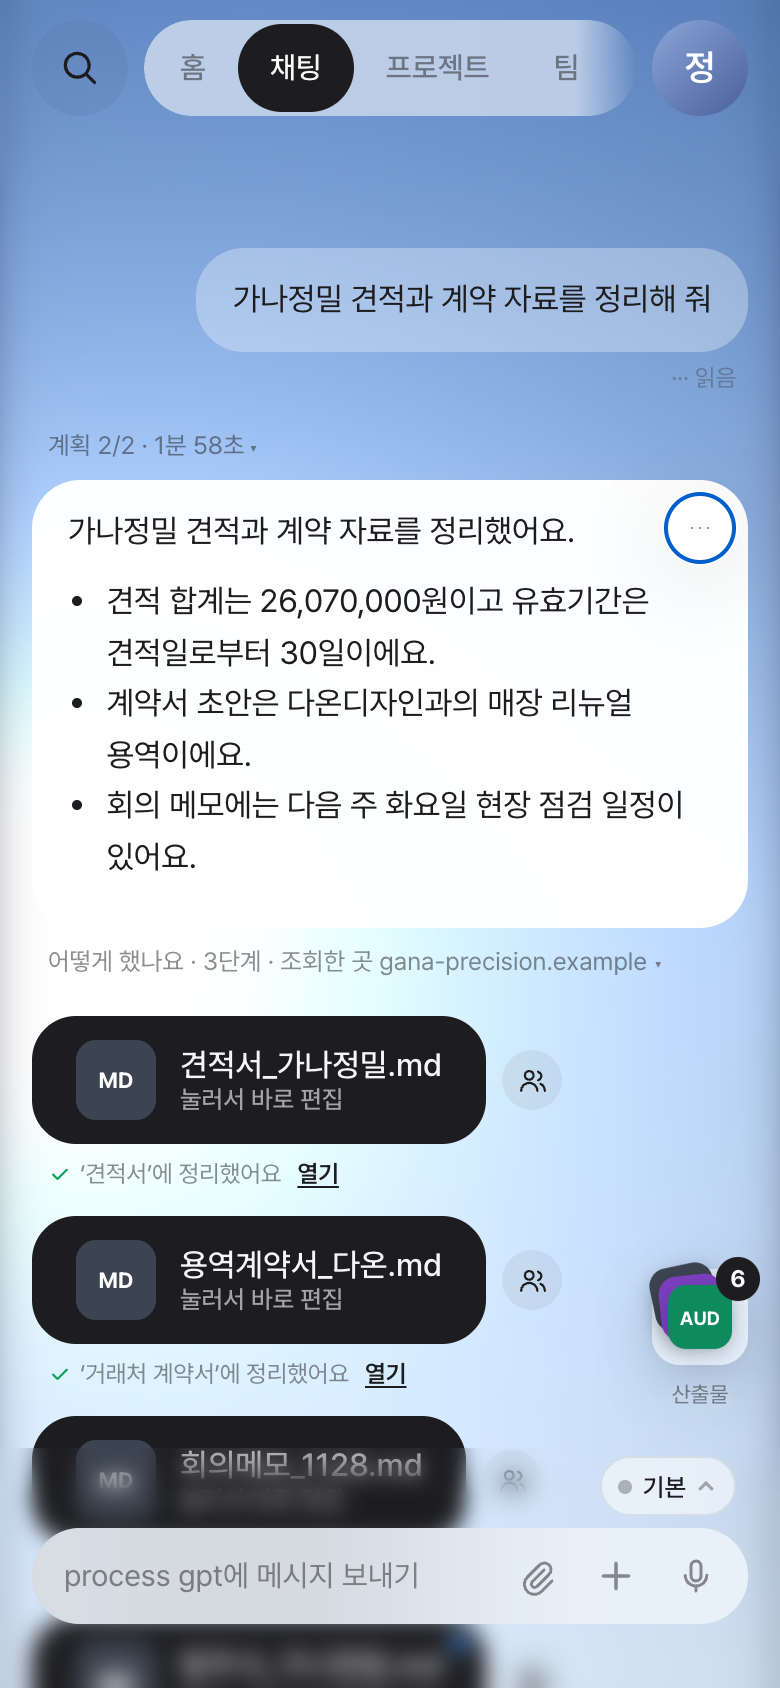 홈 채팅 프로젝트 팀 정
가나정밀 견적과 계약 자료를 정리해 줘
··· 읽음
계획 2/2 · 1분 58초
가나정밀 견적과 계약 자료를 정리했어요.
···
• 견적 합계는 26,070,000원이고 유효기간은
견적일로부터 30일이에요.
• 계약서 초안은 다온디자인과의 매장 리뉴얼
용역이에요.
• 회의 메모에는 다음 주 화요일 현장 점검 일정이
있어요.
어떻게 했나요 · 3단계 · 조회한 곳 gana-precision.example
MD 견적서_가나정밀.md
눌러서 바로 편집
‘견적서’에 정리했어요 열기
MD 용역계약서_다온.md
눌러서 바로 편집
6
AUD
산출물
‘거래처 계약서’에 정리했어요 열기
MD 회의메모_1128.md
기본
process gpt에 메시지 보내기